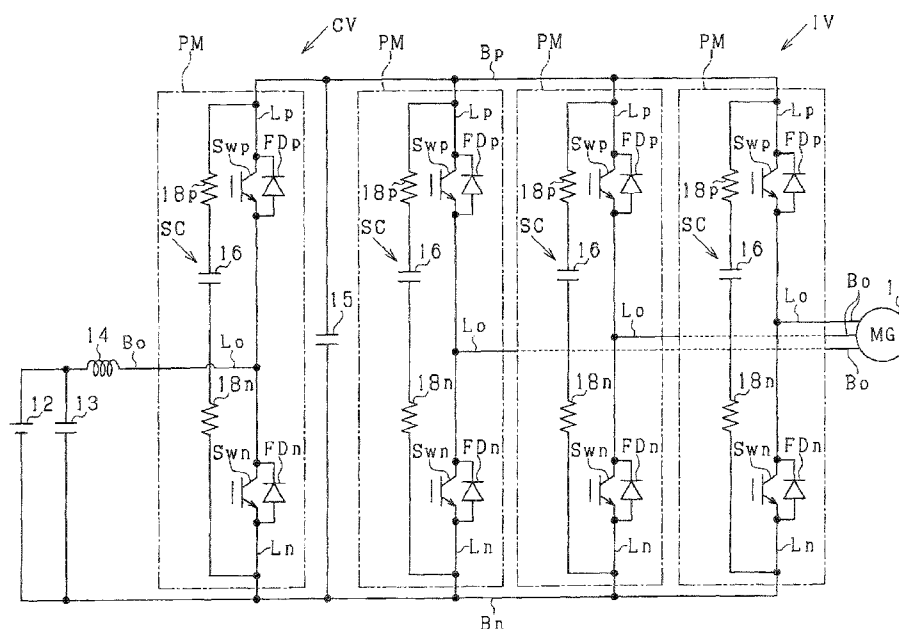 CV
IV
PM
PM
PM
PM
Bp
Lp
Lp
Lp
Lp
Swp
FDp
Swp
FDp
Swp
FDp
Swp
FDp
18p
18p
18p
18p
SC
16
SC
16
SC
16
SC
16
15
Lo
Bo
MG
14
Bo
Lo
Lo
Lo
Bo
12
13
18n
18n
18n
18n
Swn
FDn
Swn
FDn
Swn
FDn
Swn
FDn
Ln
Ln
Ln
Ln
Bn